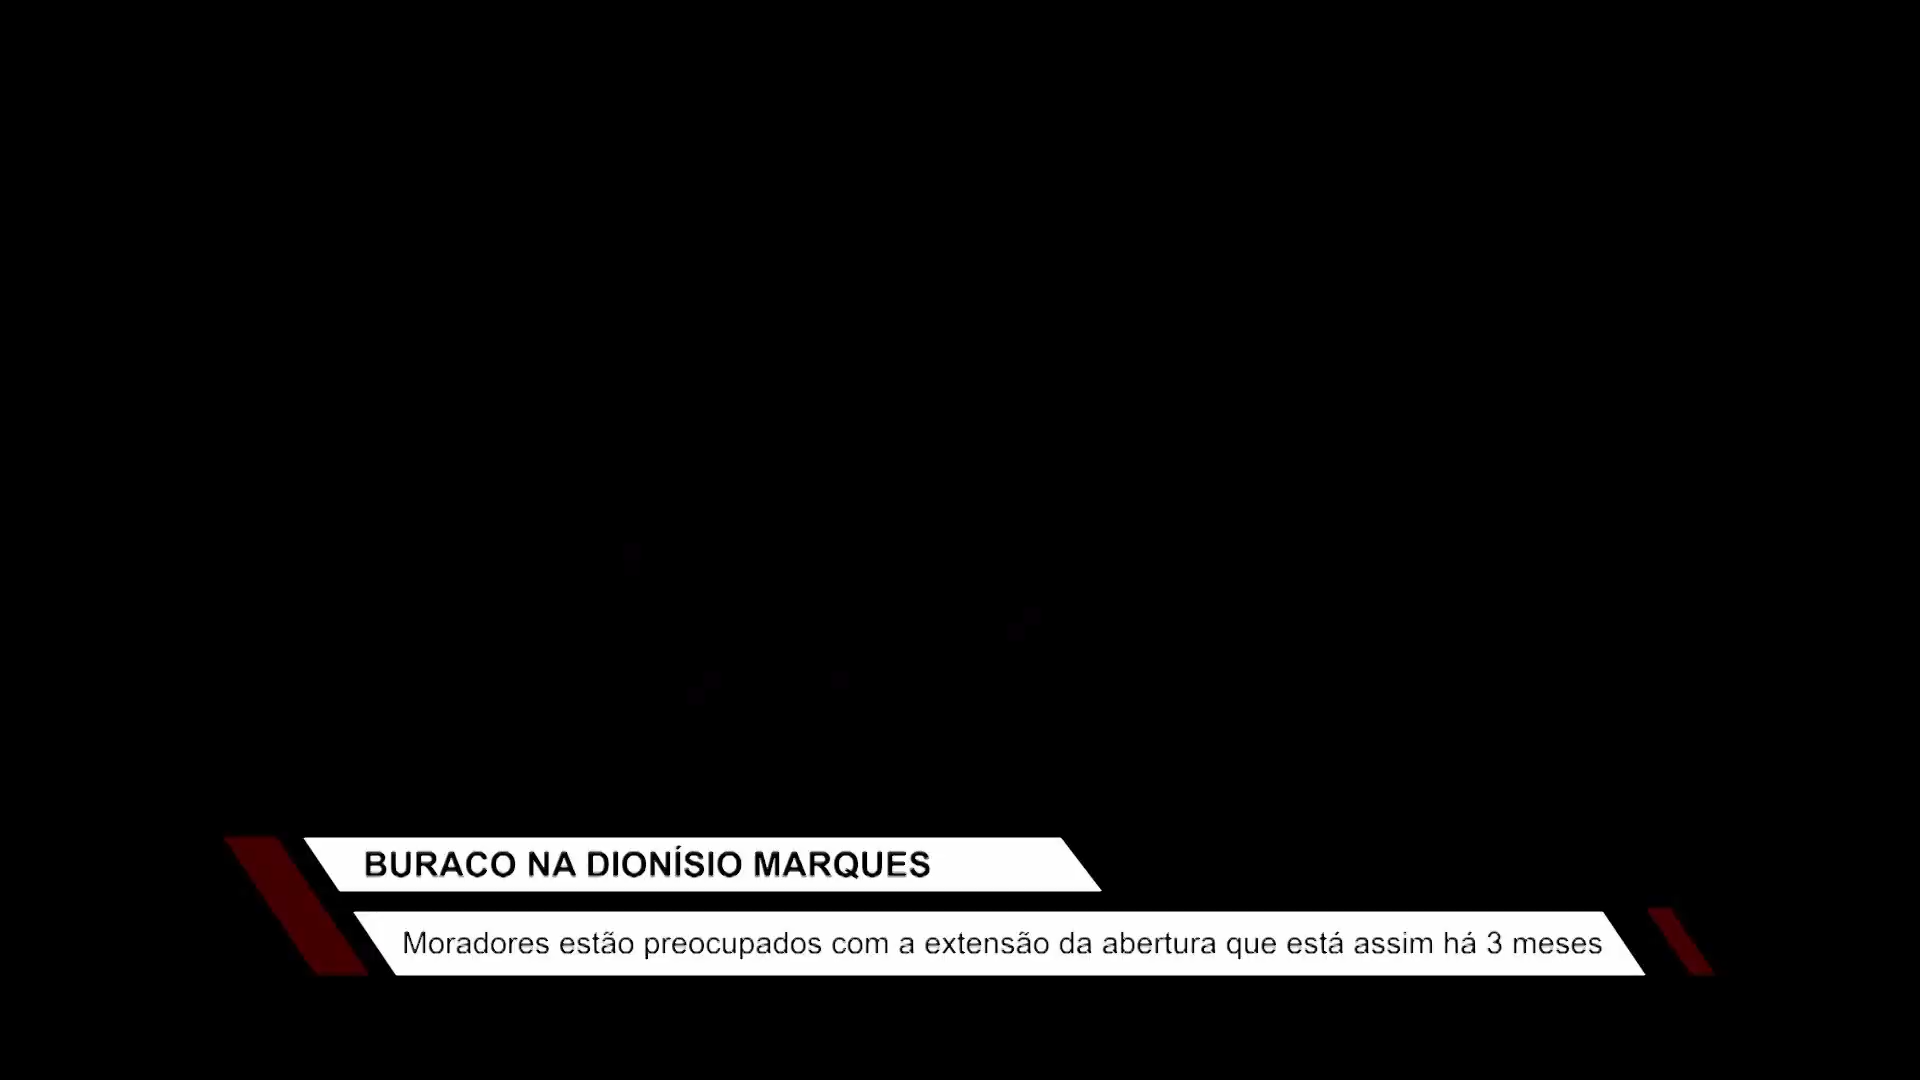 BURACO NA DIONÍSIO MARQUES
Moradores estão preocupados com a extensão da abertura que está assim há 3 meses